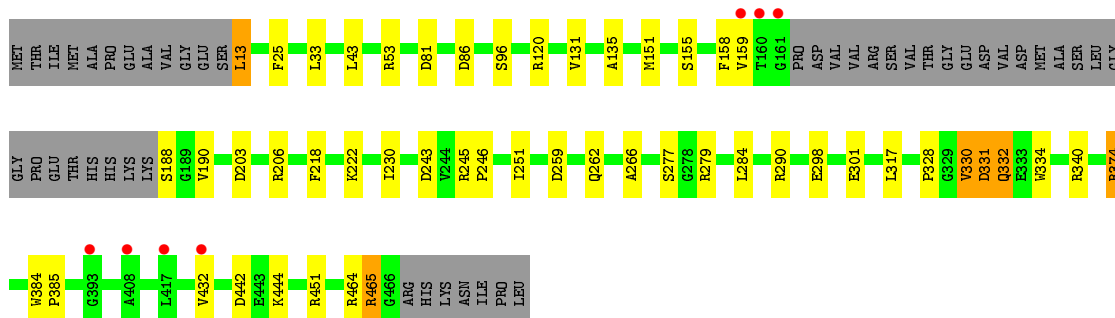 MET THR ILE MET ALA PRO GLU ALA VAL GLY GLU SER L13 F25 L33 L43 R53 D81 D86 S96 R120 V131 A135 M151 S155 F158 V159 T160 G161 PRO ASP VAL VAL ARG SER VAL THR GLY GLU ASP VAL ASP MET ALA SER LEU GLY
GLY PRO GLU THR HIS HIS LYS LYS S188 G189 V190 D203 R206 F218 K222 I230 D243 V244 R245 P246 I251 D259 Q262 A266 S277 G278 R279 L284 R290 E298 E301 L317 P328 G329 V330 D331 Q332 E333 W334 R340
W384 P385 G393 A408 L417 V432 D442 E443 K444 R451 R464 R465 G466 ARG HIS LYS ASN ILE PRO LEU